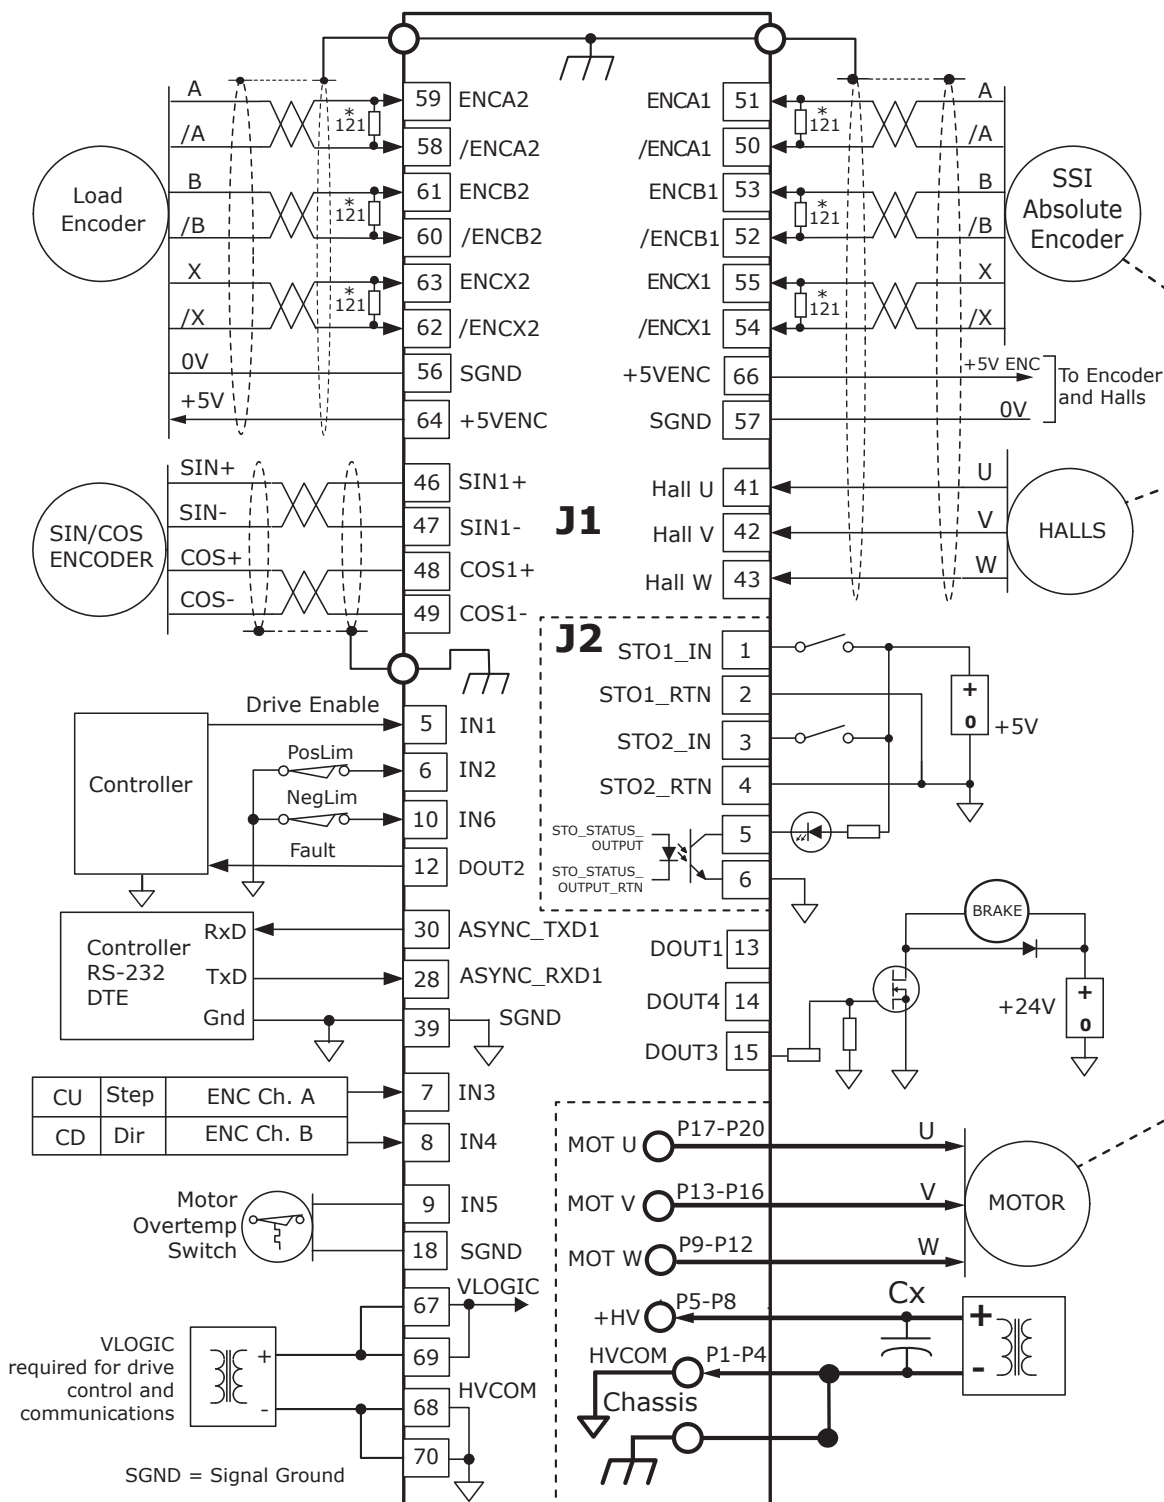 A
59 ENCA2
* 121
/A
58 /ENCA2
Load Encoder
B
61 ENCB2
* 121
/B
60 /ENCB2
X
63 ENCX2
* 121
/X
62 /ENCX2
0V
56 SGND
+5V
64 +5VENC
SIN/COS ENCODER
SIN+
46 SIN1+
SIN-
47 SIN1-
COS+
48 COS1+
COS-
49 COS1-
J1
ENCA1 51
* 121
A
/ENCA1 50
/A
ENCB1 53
* 121
B
/ENCB1 52
/B
ENCX1 55
* 121
X
/ENCX1 54
/X
SSI
Absolute
Encoder
+5VENC 66
+5V ENC
SGND 57
0V
To Encoder
and Halls
Hall U 41
U
Hall V 42
V
Hall W 43
W
HALLS
Controller
Drive Enable
5 IN1
PosLim
6 IN2
NegLim
10 IN6
Fault
12 DOUT2
Controller
RS-232
DTE
RxD
30 ASYNC_TXD1
TxD
28 ASYNC_RXD1
Gnd
39 SGND
CU Step ENC Ch. A
7 IN3
CD Dir ENC Ch. B
8 IN4
Motor
Overtemp
Switch
9 IN5
18 SGND
67 VLOGIC
69
68 HVCOM
70
VLOGIC
required for drive
control and
communications
+
-
SGND = Signal Ground
J2
STO1_IN 1
STO1_RTN 2
STO2_IN 3
STO2_RTN 4
+
0
+5V
STO_STATUS_
OUTPUT
5
STO_STATUS_
OUTPUT_RTN
6
DOUT1 13
DOUT4 14
DOUT3 15
BRAKE
+24V
+
0
MOT U P17-P20 U
MOT V P13-P16 V
MOT W P9-P12 W
MOTOR
+HV P5-P8
Cx
+
HVCOM P1-P4
-
Chassis